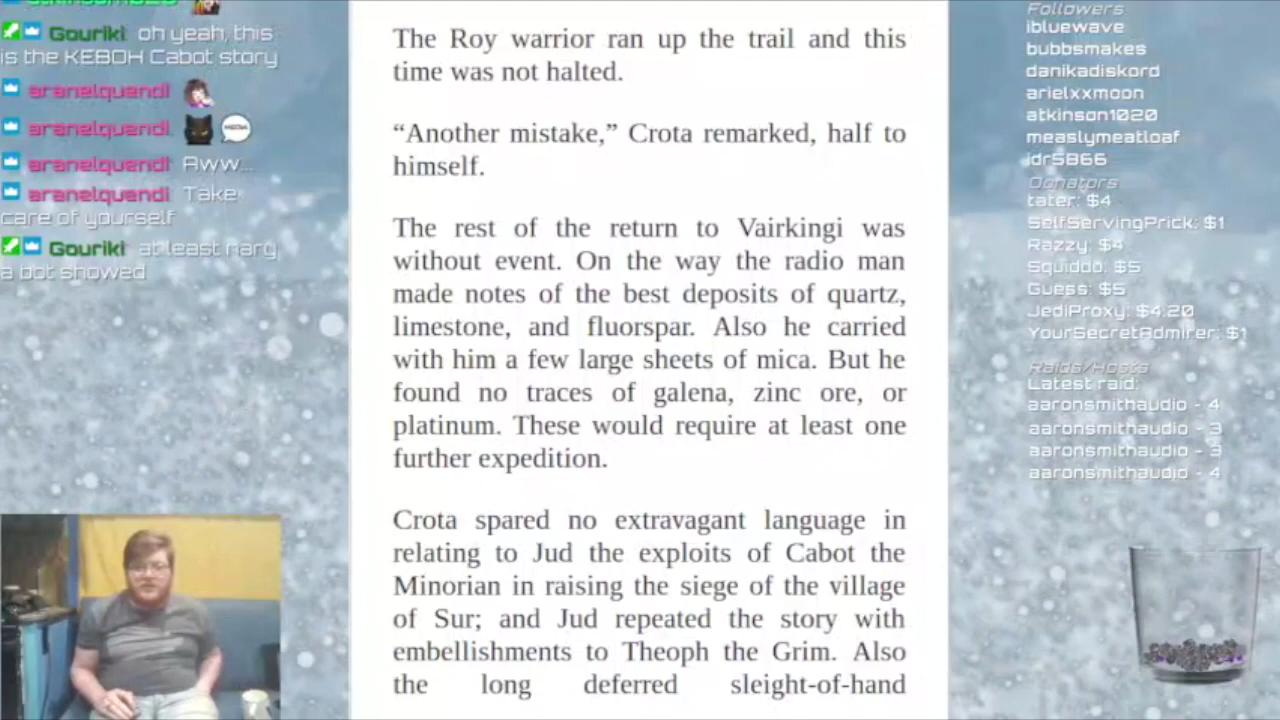 Gouriki oh yeah, this
is the KEBOH Cabot story
aranelquendi
aranelquendi
aranelquendi Aww...
aranelquendi Take
care of yourself
Gouriki at least nary
a bot showed
The Roy warrior ran up the trail and this
time was not halted.
“Another mistake,” Crota remarked, half to
himself.
The rest of the return to Vairkingi was
without event. On the way the radio man
made notes of the best deposits of quartz,
limestone, and fluorspar. Also he carried
with him a few large sheets of mica. But he
found no traces of galena, zinc ore, or
platinum. These would require at least one
further expedition.
Crota spared no extravagant language in
relating to Jud the exploits of Cabot the
Minorian in raising the siege of the village
of Sur; and Jud repeated the story with
embellishments to Theoph the Grim. Also
the long deferred sleight-of-hand
Followers
ibluewave
bubbsmakes
danikadiskord
arielxxmoon
atkinson1020
measlymeatloaf
idr5866
Donators
tater: $4
SelfServingPrick: $1
Razzy: $4
Squiddo: $5
Guess: $5
JediProxy: $4.20
YourSecretAdmirer: $1
Raids/Hosts
Latest raid:
aaronsmithaudio - 4
aaronsmithaudio - 3
aaronsmithaudio - 3
aaronsmithaudio - 4